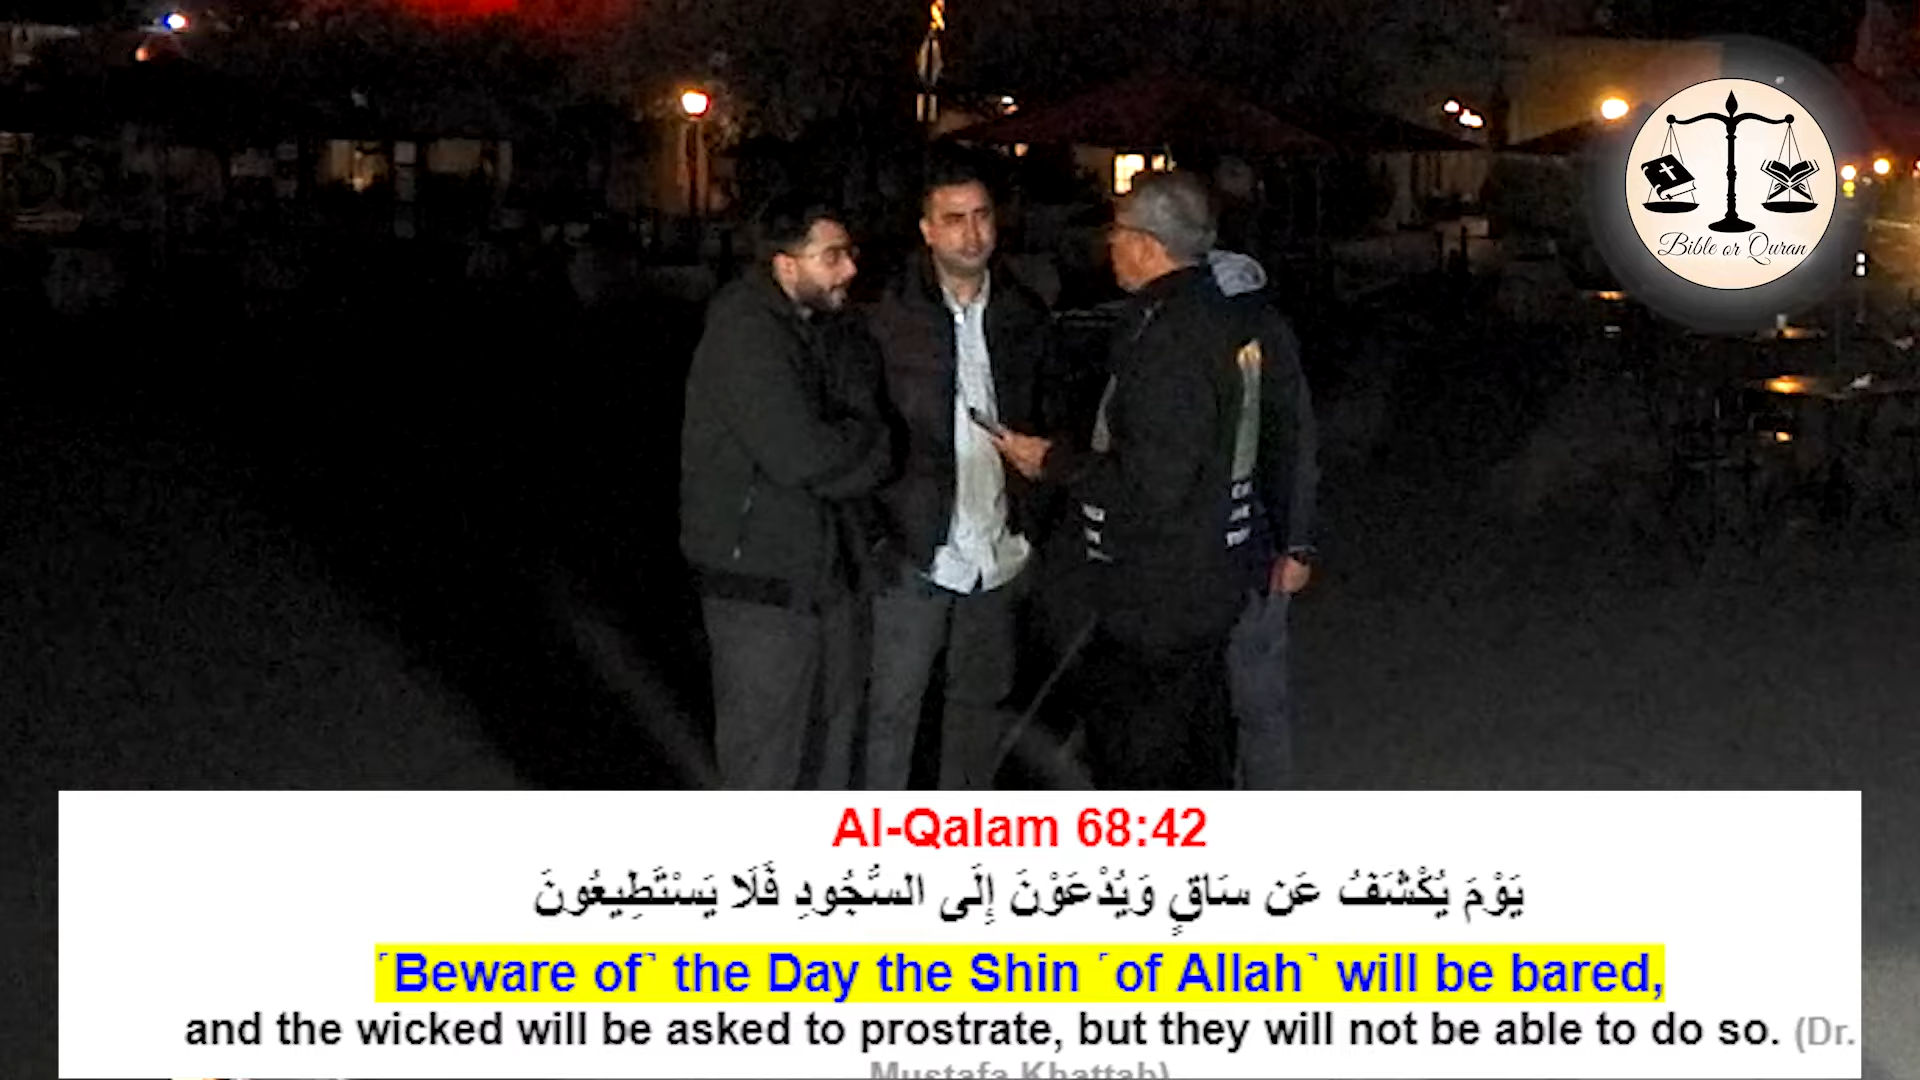 Bible or Quran
Al-Qalam 68:42
يَوْمَ يُكْشَفُ عَن سَاقٍ وَيُدْعَوْنَ إِلَى السُّجُودِ فَلَا يَسْتَطِيعُونَ
˹Beware of˺ the Day the Shin ˹of Allah˺ will be bared,
and the wicked will be asked to prostrate, but they will not be able to do so. (Dr.
Mustafa Khattab)